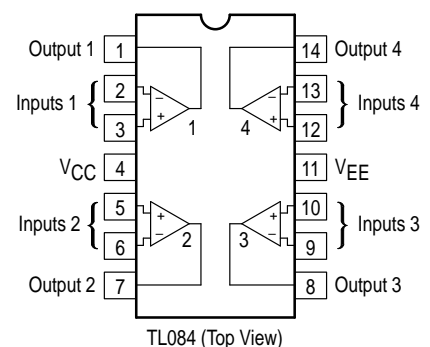 Output 1 1 14 Output 4
Inputs 1 { 2 − − 13 } Inputs 4
3 + 1 4 + 12
VCC 4 11 VEE
Inputs 2 { 5 + + 10 } Inputs 3
6 − 2 3 − 9
Output 2 7 8 Output 3
TL084 (Top View)